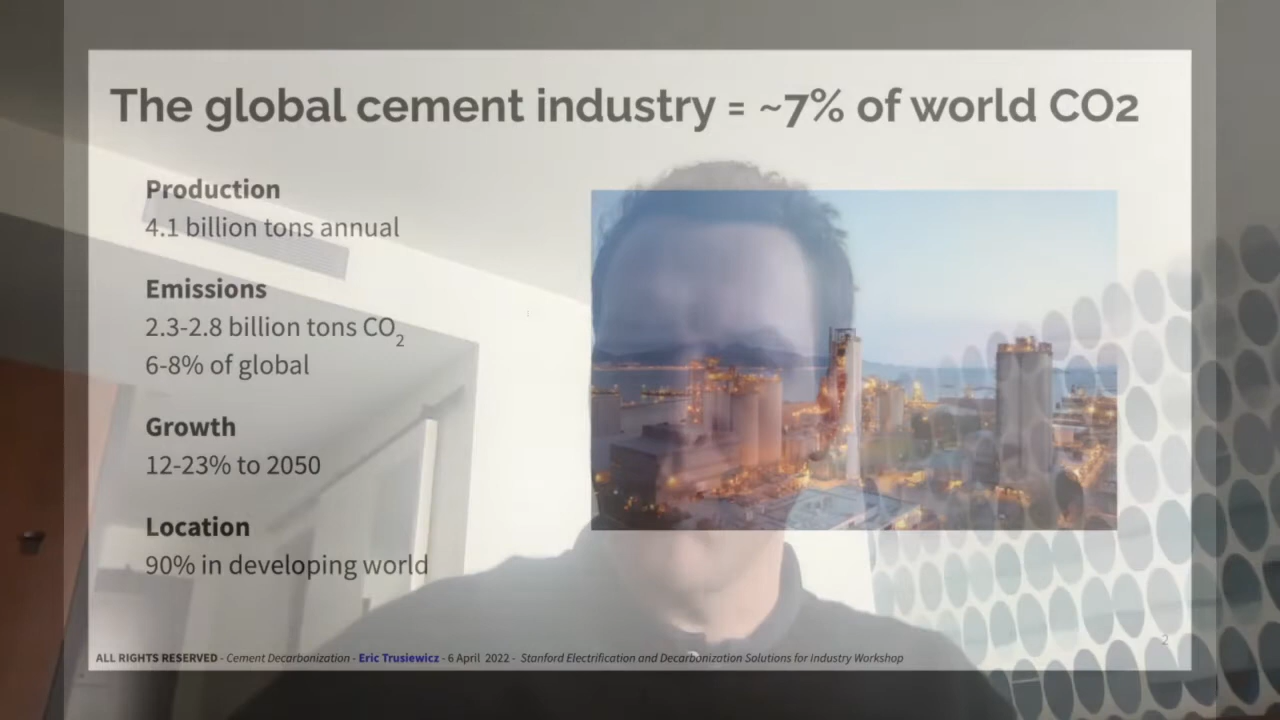 The global cement industry = ~7% of world CO2
Production
4.1 billion tons annual
Emissions
2.3-2.8 billion tons CO₂
6-8% of global
Growth
12-23% to 2050
Location
90% in developing world
ALL RIGHTS RESERVED - Cement Decarbonization - Eric Trusiewicz - 6 April 2022 - Stanford Electrification and Decarbonization Solutions for Industry Workshop
2